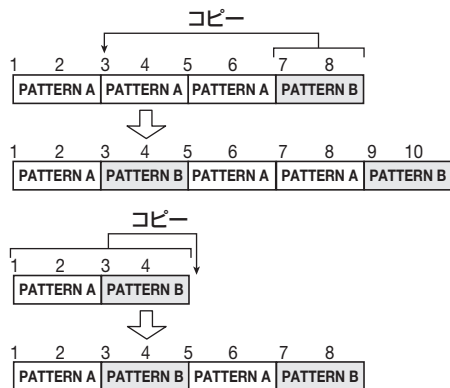 コピー
1 2 3 4 5 6 7 8
PATTERN A PATTERN A PATTERN A PATTERN B
1 2 3 4 5 6 7 8 9 10
PATTERN A PATTERN B PATTERN A PATTERN A PATTERN B
コピー
1 2 3 4
PATTERN A PATTERN B
1 2 3 4 5 6 7 8
PATTERN A PATTERN B PATTERN A PATTERN B